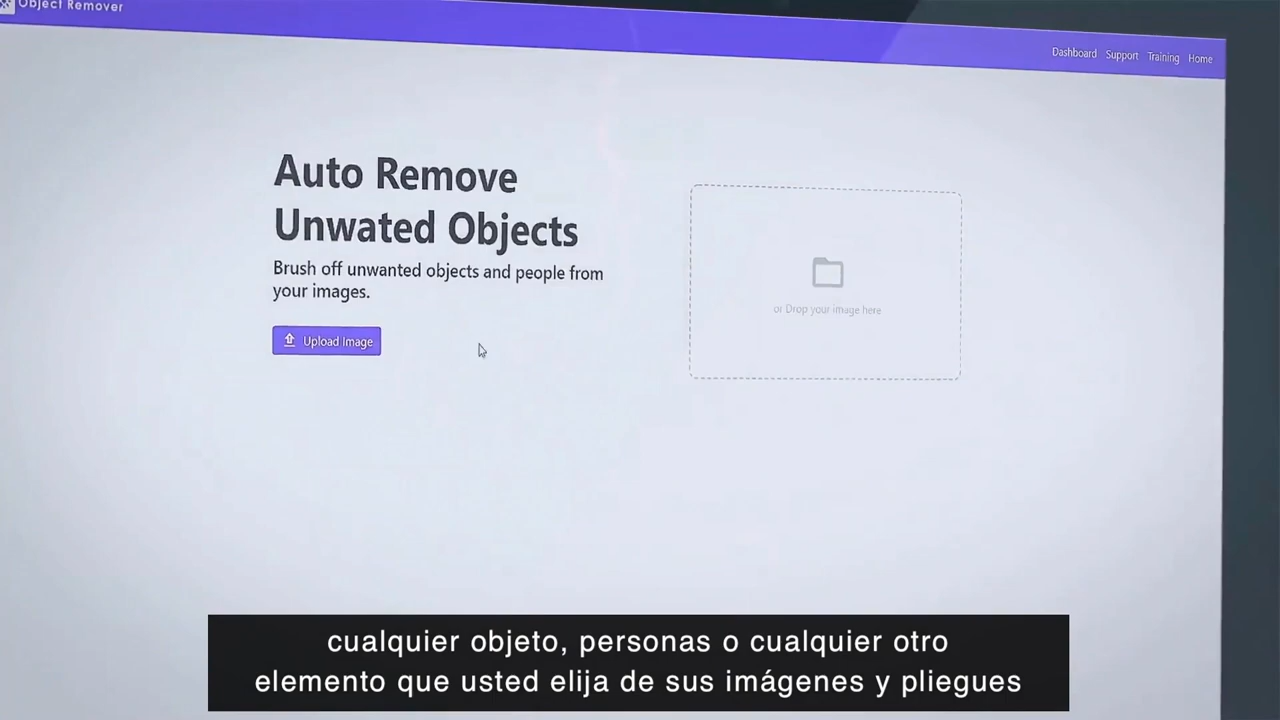 Object Remover
Dashboard Support Training Home
Auto Remove
Unwated Objects
Brush off unwanted objects and people from
your images.
Upload Image
or Drop your image here
cualquier objeto, personas o cualquier otro
elemento que usted elija de sus imágenes y pliegues